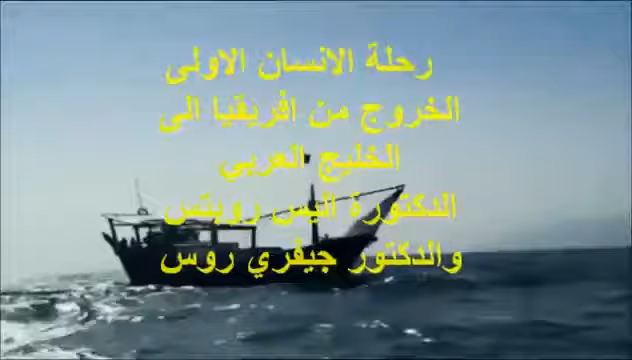 رحلة الانسان الاولى
الخروج من افريقيا الى
الخليج العربي
الدكتورة اليس روبتس
والدكتور جيفري روس